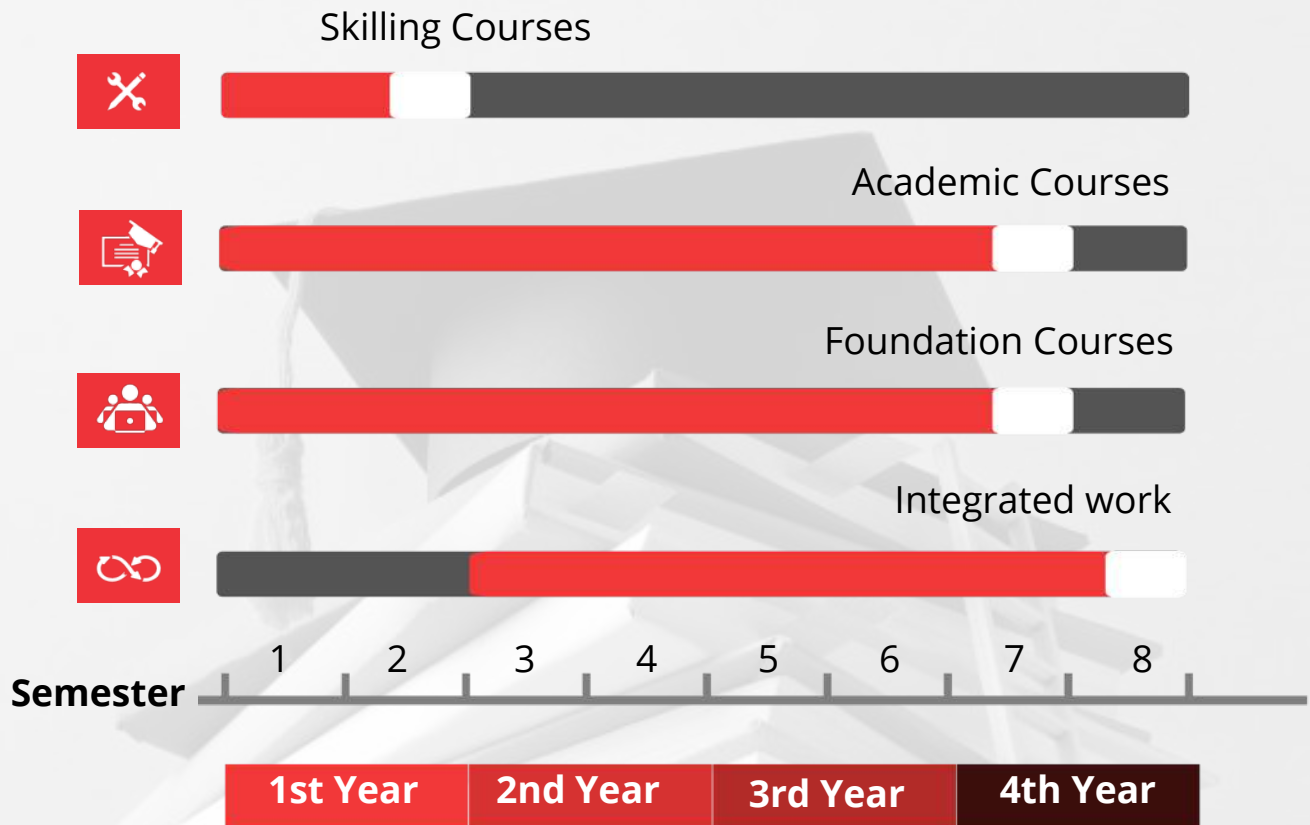 Skilling Courses
Academic Courses
Foundation Courses
Integrated work
1 2 3 4 5 6 7 8
Semester
1st Year 2nd Year 3rd Year 4th Year